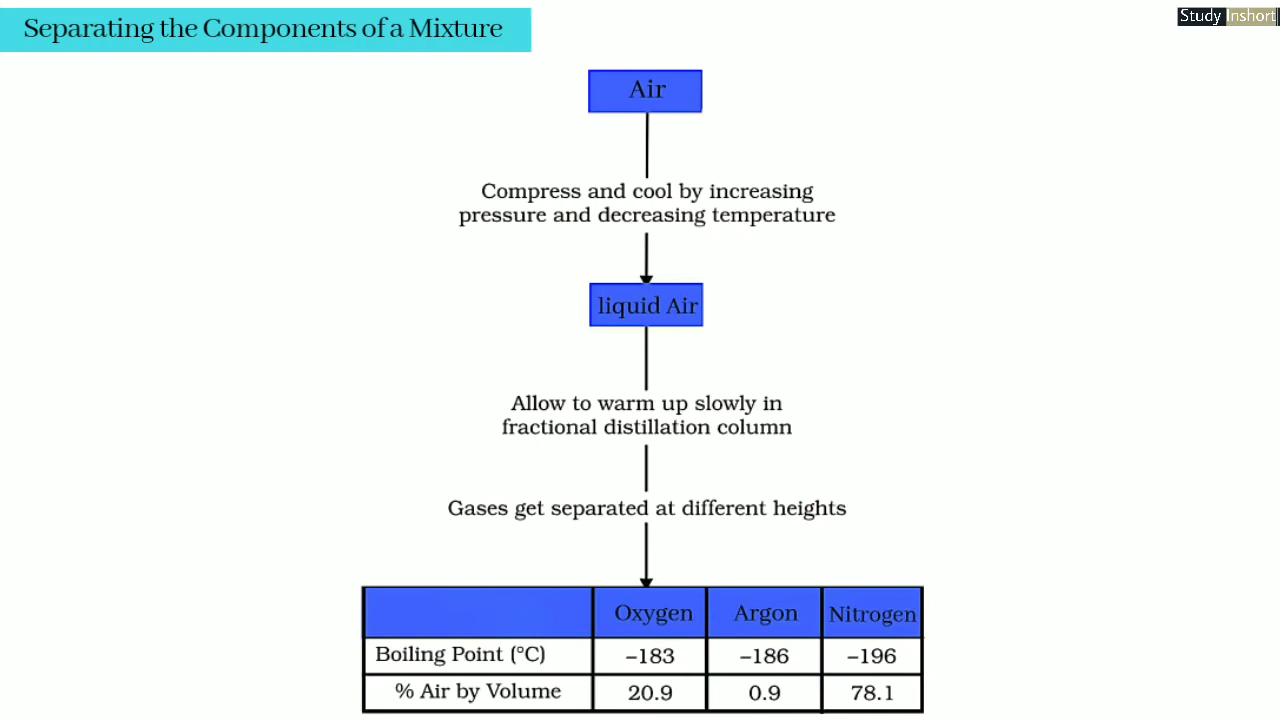 Separating the Components of a Mixture
Study Inshort
Air
Compress and cool by increasing
pressure and decreasing temperature
liquid Air
Allow to warm up slowly in
fractional distillation column
Gases get separated at different heights
Oxygen Argon Nitrogen
Boiling Point (°C) –183 –186 –196
% Air by Volume 20.9 0.9 78.1